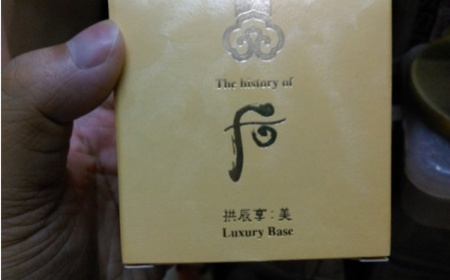 The history of
后
拱辰享:美
Luxury Base